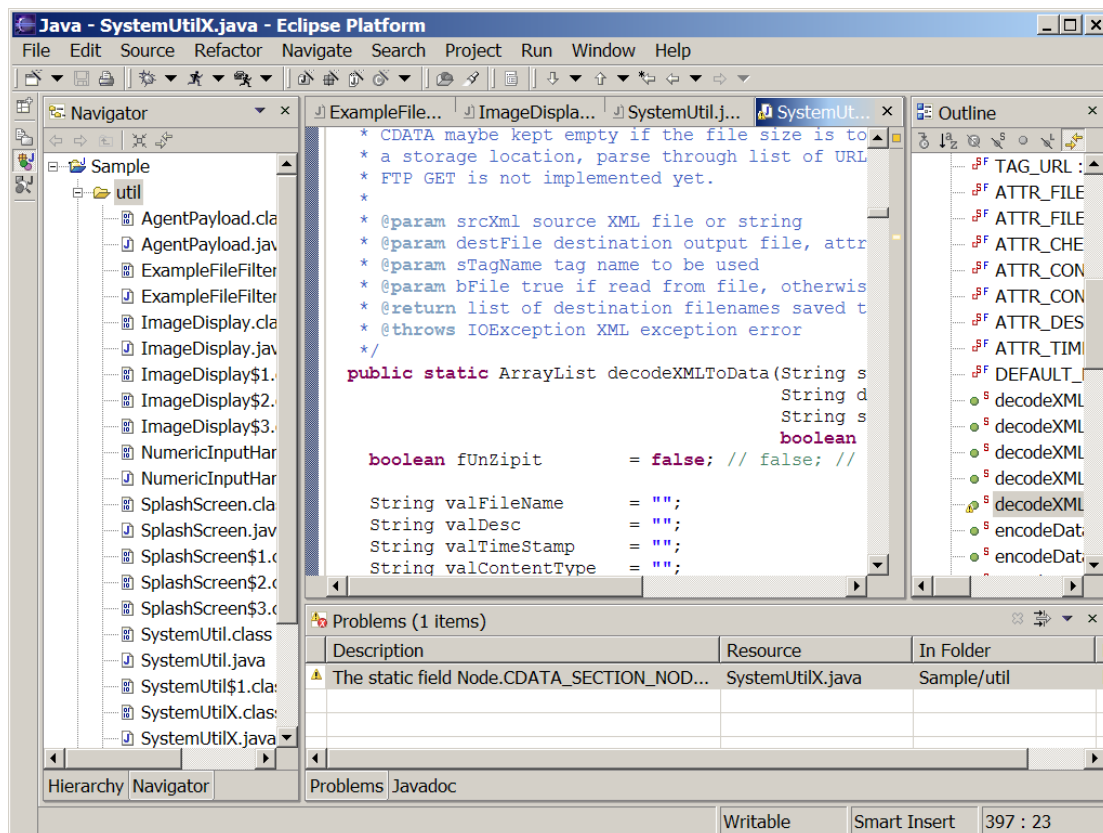 Java - SystemUtilX.java - Eclipse Platform
File Edit Source Refactor Navigate Search Project Run Window Help
Navigator
Sample
util
AgentPayload.cla
AgentPayload.jav
ExampleFileFilter
ExampleFileFilter
ImageDisplay.cla
ImageDisplay.jav
ImageDisplay$1.
ImageDisplay$2.
ImageDisplay$3.
NumericInputHar
NumericInputHar
SplashScreen.cla
SplashScreen.jav
SplashScreen$1.c
SplashScreen$2.c
SplashScreen$3.c
SystemUtil.class
SystemUtil.java
SystemUtil$1.clas
SystemUtilX.class
SystemUtilX.java
Hierarchy Navigator
ExampleFile... ImageDispla... SystemUtil.j... SystemUt...
* CDATA maybe kept empty if the file size is to
* a storage location, parse through list of URL
* FTP GET is not implemented yet.
*
* @param srcXml source XML file or string
* @param destFile destination output file, attr
* @param sTagName tag name to be used
* @param bFile true if read from file, otherwis
* @return list of destination filenames saved t
* @throws IOException XML exception error
*/
public static ArrayList decodeXMLToData(String s
String d
String s
boolean
boolean fUnZipit = false; // false; //
String valFileName = "";
String valDesc = "";
String valTimeStamp = "";
String valContentType = "";
Outline
TAG_URL :
ATTR_FILE
ATTR_FILE
ATTR_CHE
ATTR_CON
ATTR_CON
ATTR_DES
ATTR_TIM
DEFAULT_
decodeXML
decodeXML
decodeXML
decodeXML
decodeXML
encodeData
encodeData
Problems (1 items)
Description Resource In Folder
The static field Node.CDATA_SECTION_NOD... SystemUtilX.java Sample/util
Problems Javadoc
Writable Smart Insert 397 : 23